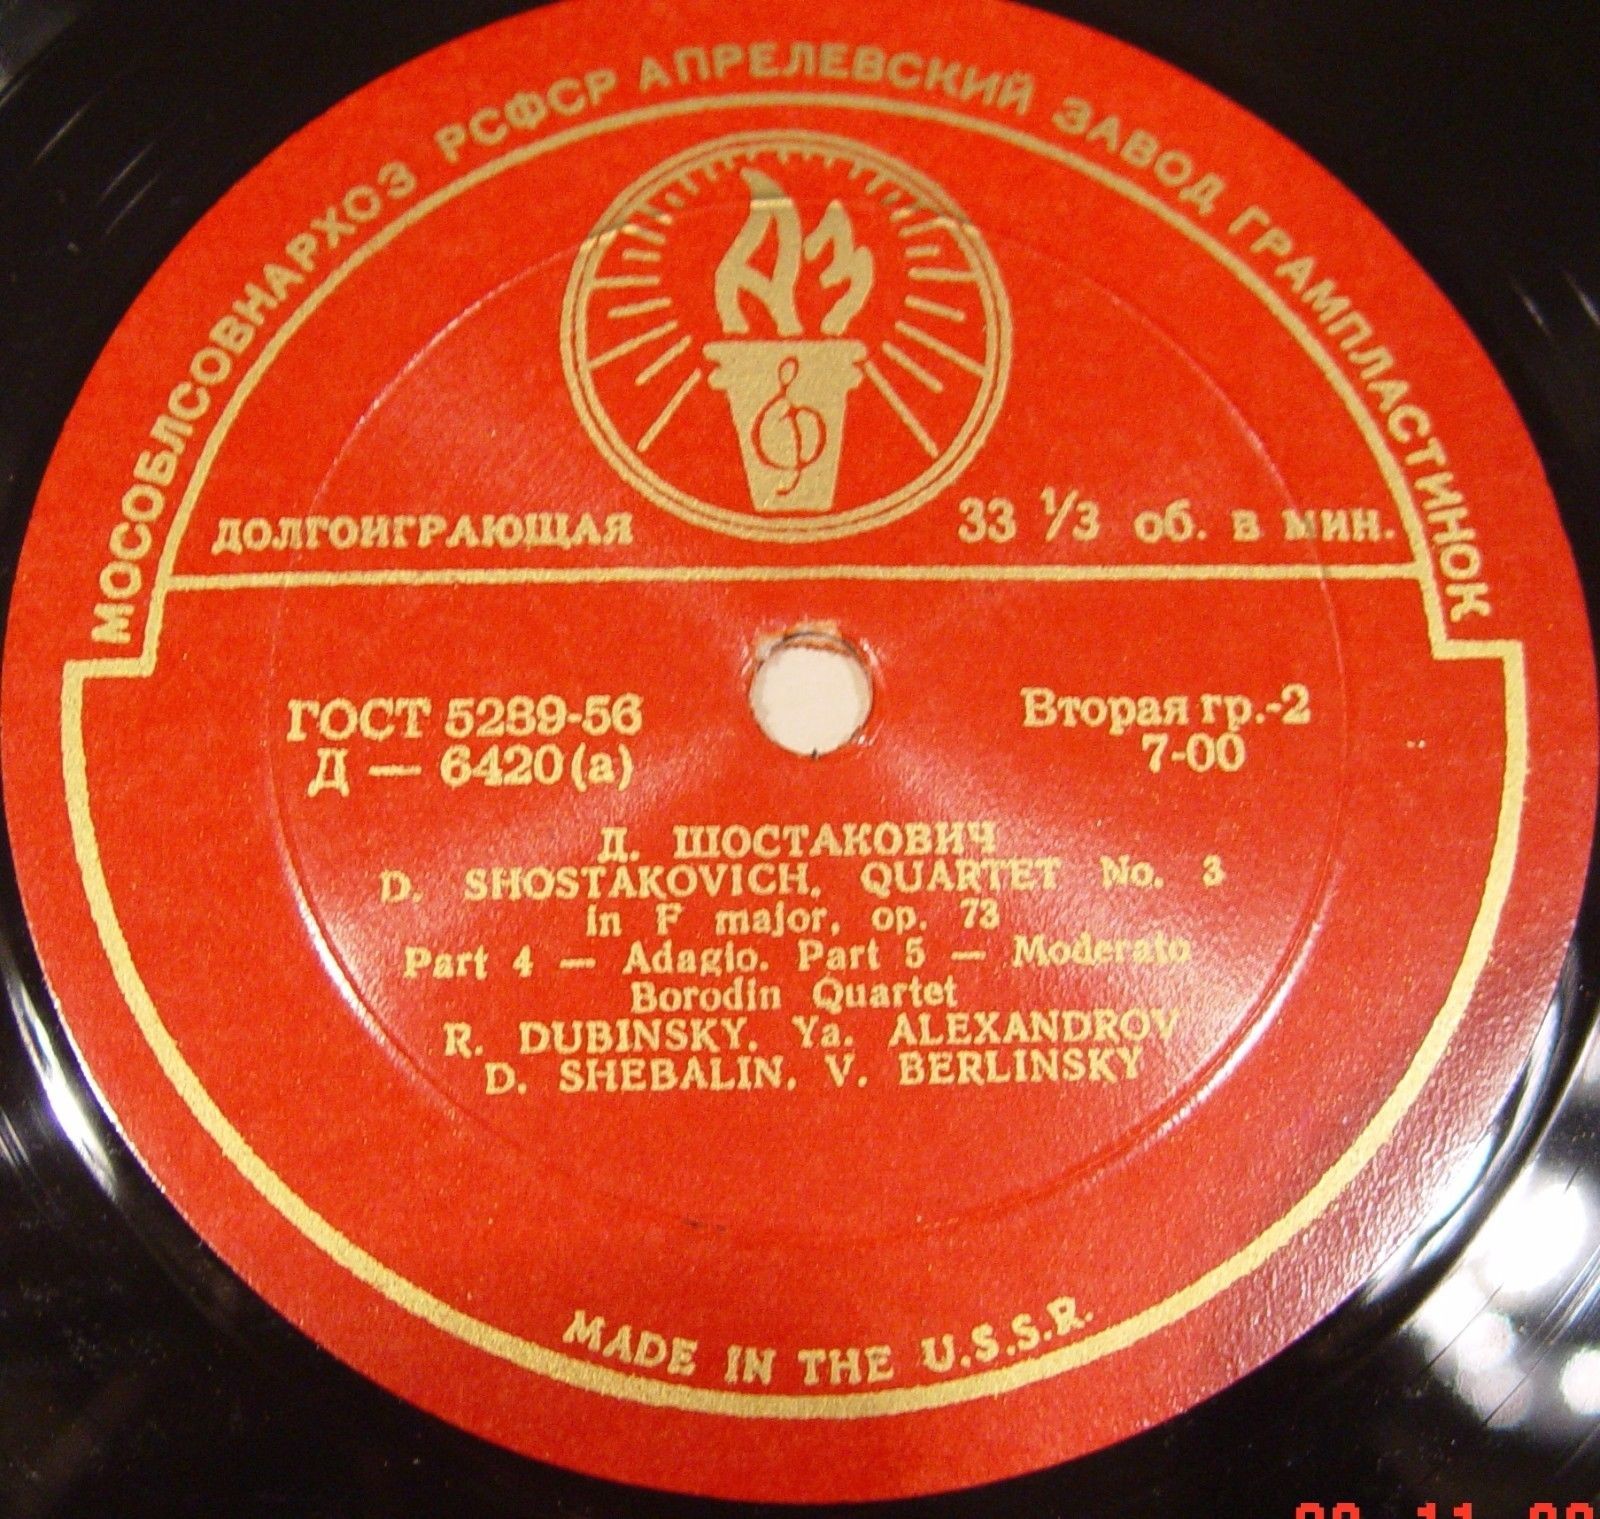 МОСОБЛСОВНАРХОЗ РСФСР АПРЕЛЕВСКИЙ ЗАВОД ГРАМПЛАСТИНОК
АЗ
ДОЛГОИГРАЮЩАЯ
33 1/3 об. в мин.
ГОСТ 5289-56
Д — 6420(а)
Вторая гр.-2
7-00
Д. ШОСТАКОВИЧ
D. SHOSTAKOVICH. QUARTET No. 3
in F major, op. 73
Part 4 — Adagio. Part 5 — Moderato
Borodin Quartet
R. DUBINSKY. Ya. ALEXANDROV
D. SHEBALIN. V. BERLINSKY
MADE IN THE U.S.S.R.